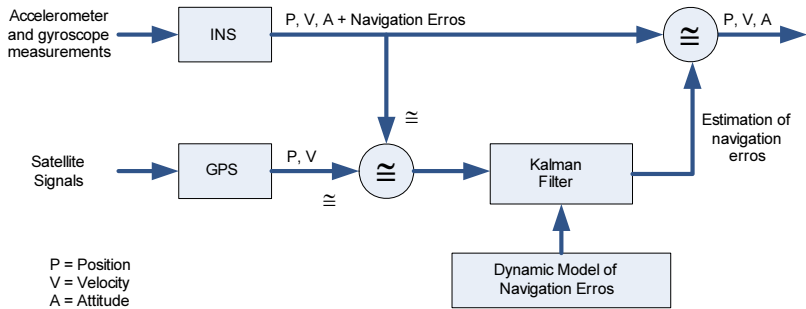 Accelerometer
and gyroscope
measurements
INS
P, V, A + Navigation Erros
≅
P, V, A
≅
Estimation of
navigation
erros
Satellite
Signals
GPS
P, V
≅
≅
Kalman
Filter
Dynamic Model of
Navigation Erros
P = Position
V = Velocity
A = Attitude